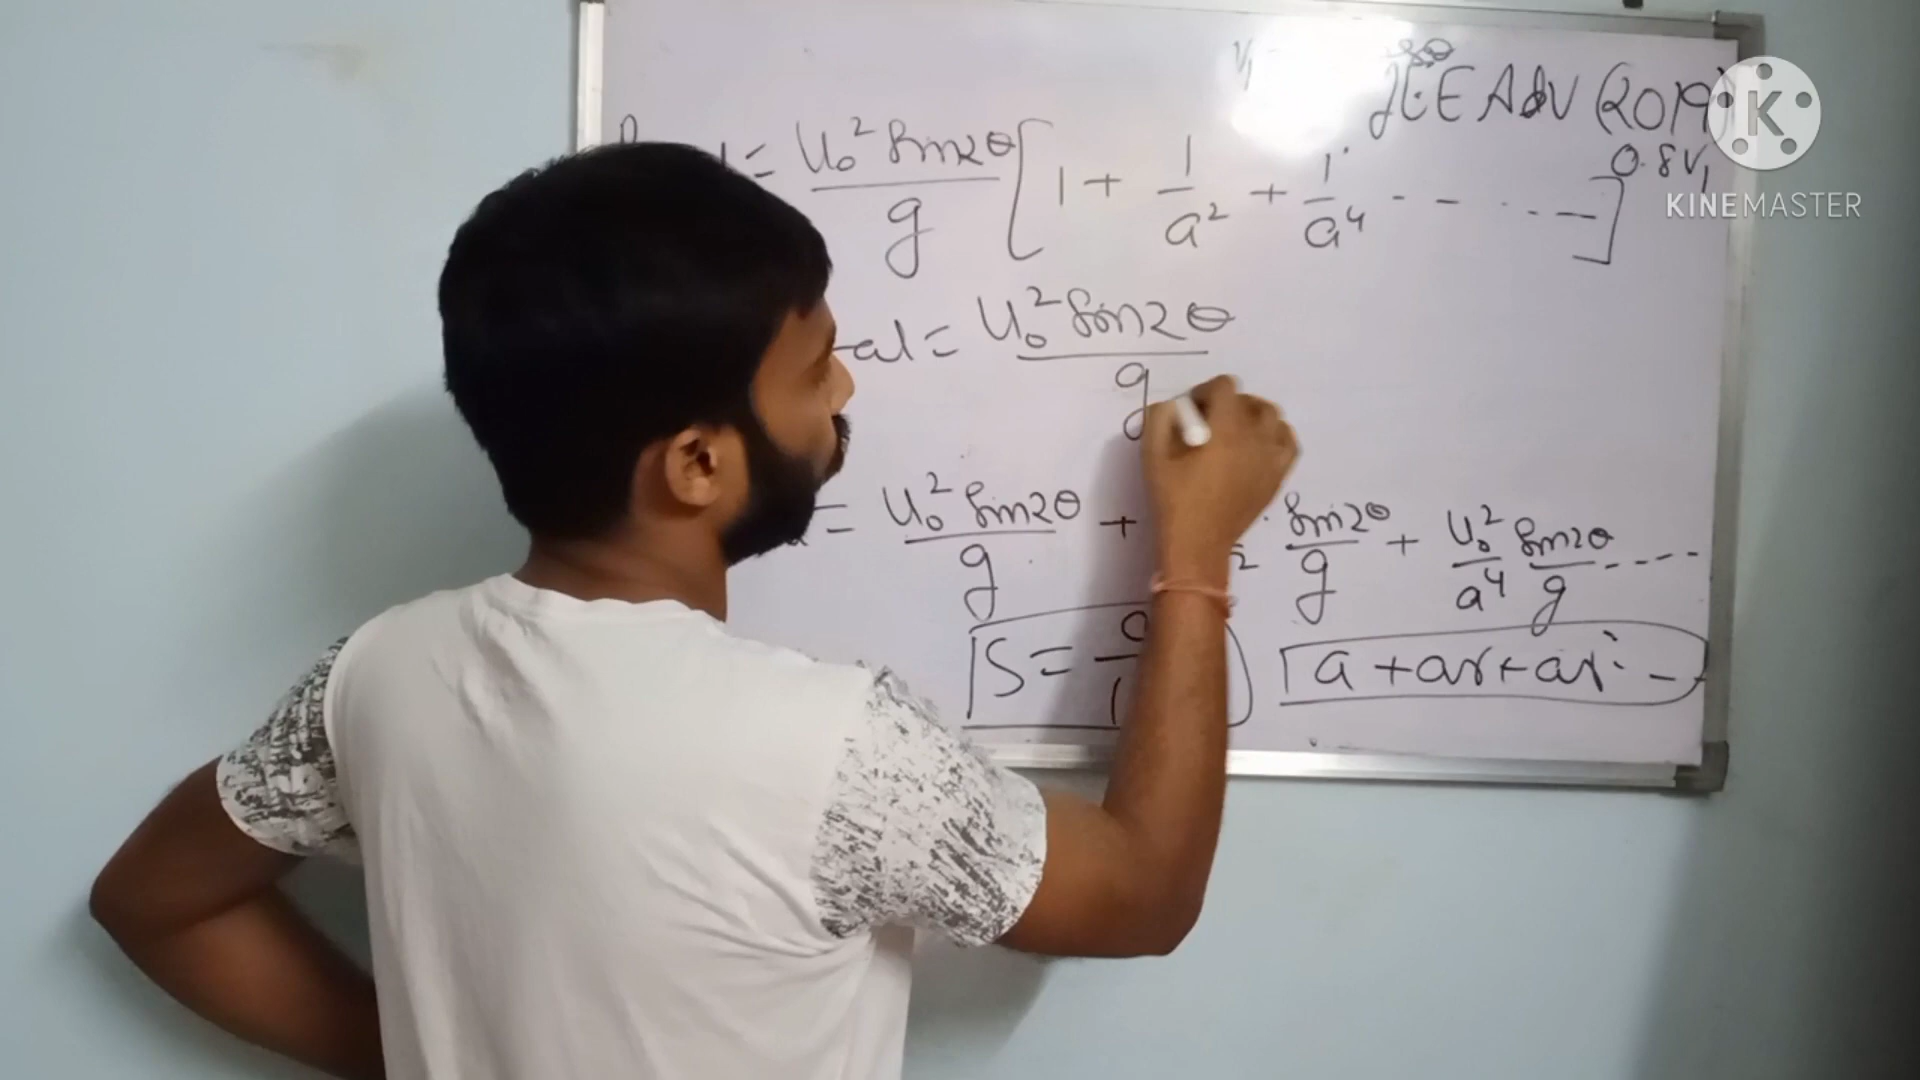 JEE Adv (2019)
K
0.8V₁
KINEMASTER
= u₀² sin2θ / g [1 + 1/a² + 1/a⁴ - - - - - -]
al = u₀² sin2θ / g
= u₀² sin2θ / g + sin2θ / g + u₀²/a⁴ sin2θ / g - - - -
S =
a + ar + ar² - -